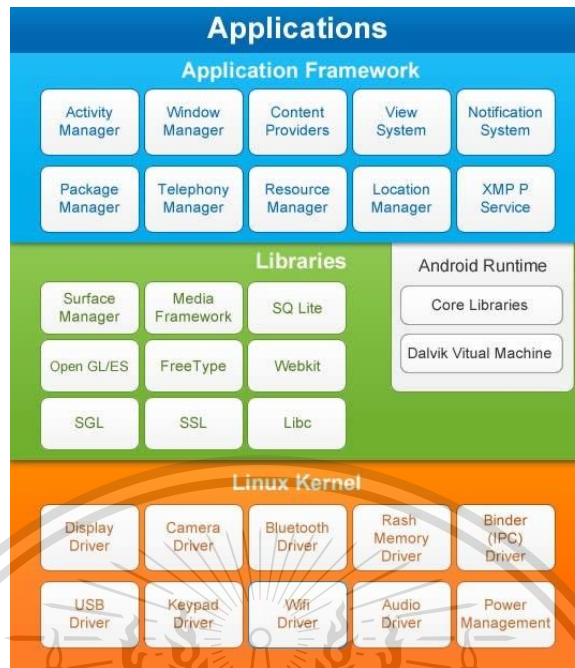 Applications
Application Framework
Activity
Manager
Window
Manager
Content
Providers
View
System
Notification
System
Package
Manager
Telephony
Manager
Resource
Manager
Location
Manager
XMP P
Service
Libraries
Surface
Manager
Media
Framework
SQ Lite
Open GL/ES
FreeType
Webkit
SGL
SSL
Libc
Android Runtime
Core Libraries
Dalvik Vitual Machine
Linux Kernel
Display
Driver
Camera
Driver
Bluetooth
Driver
Rash
Memory
Driver
Binder
(IPC)
Driver
USB
Driver
Keypad
Driver
Wifi
Driver
Audio
Driver
Power
Management